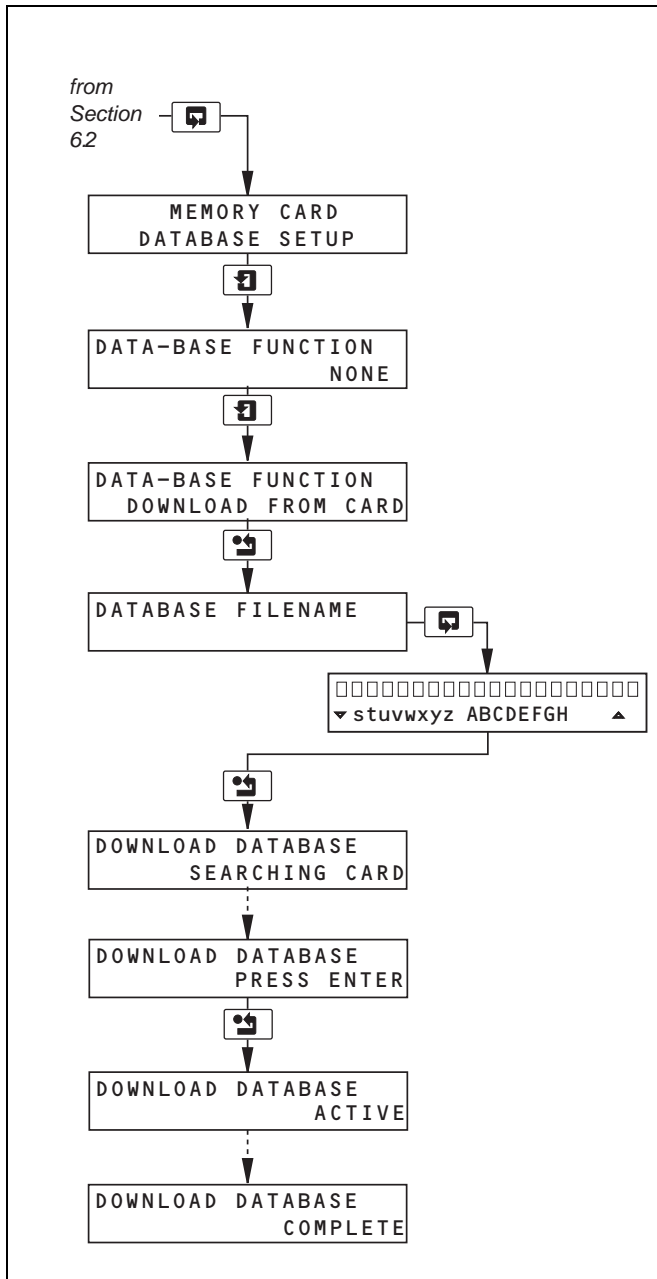 from
Section
6.2
MEMORY CARD
DATABASE SETUP
DATA-BASE FUNCTION
NONE
DATA-BASE FUNCTION
DOWNLOAD FROM CARD
DATABASE FILENAME
stuvwxyz ABCDEFGH
DOWNLOAD DATABASE
SEARCHING CARD
DOWNLOAD DATABASE
PRESS ENTER
DOWNLOAD DATABASE
ACTIVE
DOWNLOAD DATABASE
COMPLETE